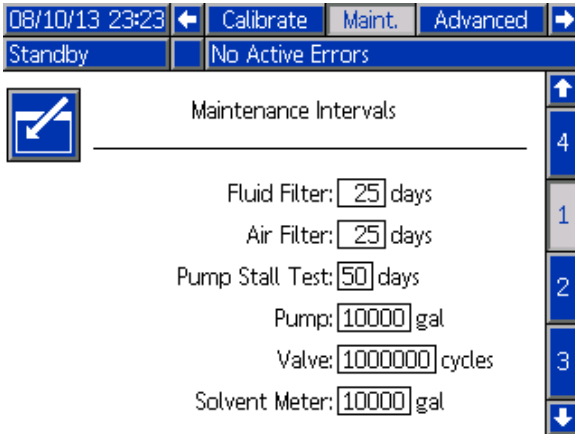 08/10/13 23:23 Calibrate Maint. Advanced
Standby No Active Errors
Maintenance Intervals
4
Fluid Filter: 25 days
1
Air Filter: 25 days
Pump Stall Test: 50 days
2
Pump: 10000 gal
Valve: 1000000 cycles
3
Solvent Meter: 10000 gal